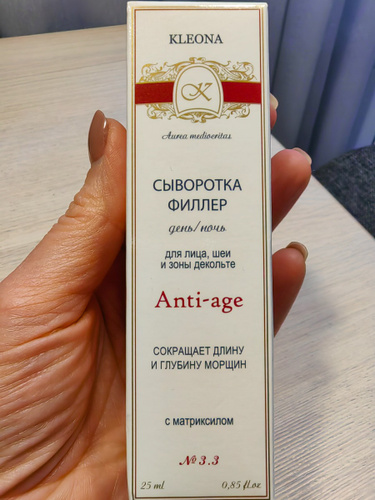 KLEONA
K
Aurea mediocritas
СЫВОРОТКА
ФИЛЛЕР
день/ночь
для лица, шеи
и зоны декольте
Anti-age
СОКРАЩАЕТ ДЛИНУ
И ГЛУБИНУ МОРЩИН
с матриксилом
№ 3.3
25 ml 0,85 fl.oz